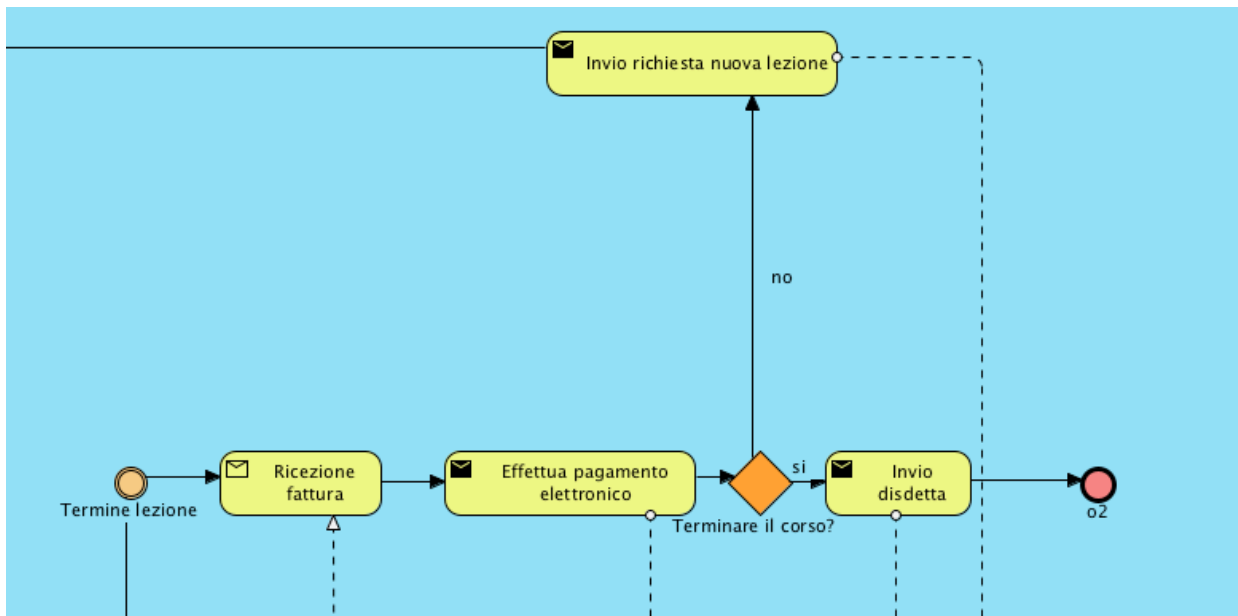 Invio richiesta nuova lezione
no
Termine lezione
Ricezione
fattura
Effettua pagamento
elettronico
Terminare il corso?
si
Invio
disdetta
o2